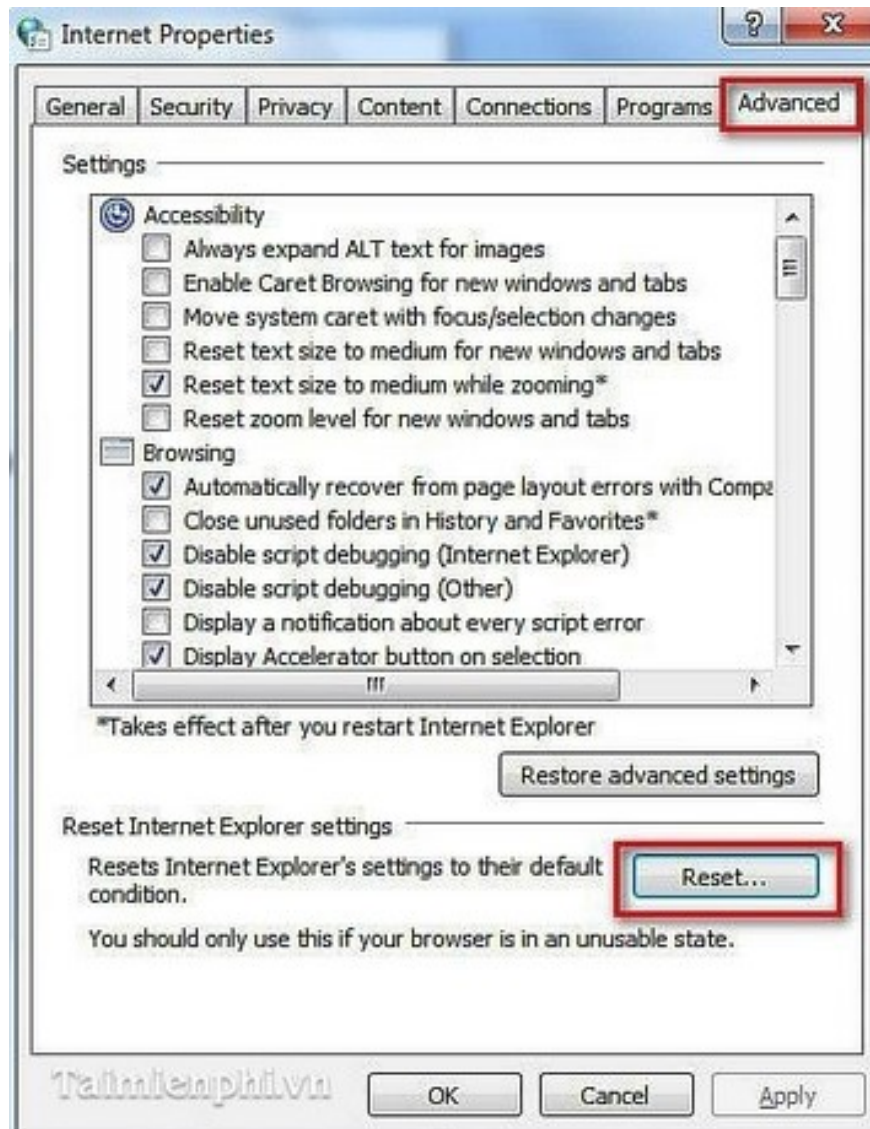 Internet Properties
General Security Privacy Content Connections Programs Advanced
Settings
Accessibility
Always expand ALT text for images
Enable Caret Browsing for new windows and tabs
Move system caret with focus/selection changes
Reset text size to medium for new windows and tabs
Reset text size to medium while zooming*
Reset zoom level for new windows and tabs
Browsing
Automatically recover from page layout errors with Compa
Close unused folders in History and Favorites*
Disable script debugging (Internet Explorer)
Disable script debugging (Other)
Display a notification about every script error
Display Accelerator button on selection
*Takes effect after you restart Internet Explorer
Restore advanced settings
Reset Internet Explorer settings
Resets Internet Explorer's settings to their default
condition.
Reset...
You should only use this if your browser is in an unusable state.
Taimienphi.vn
OK Cancel Apply